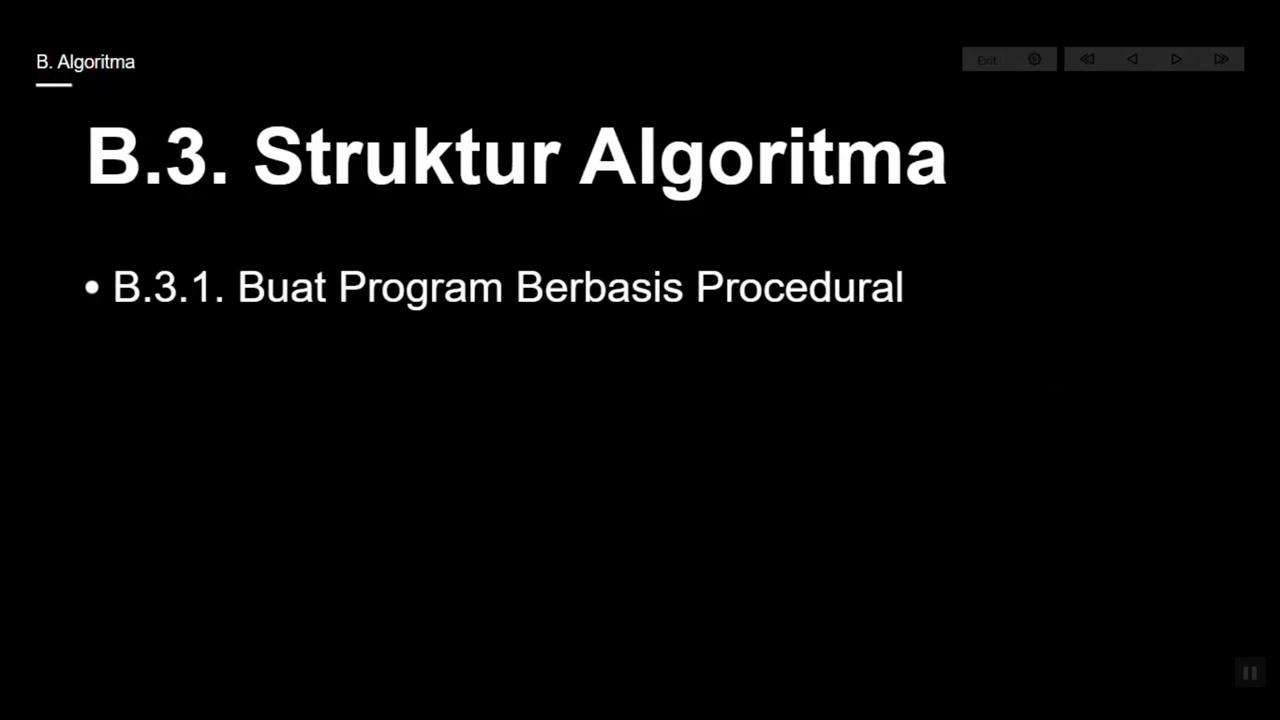 B. Algoritma
Exit
B.3. Struktur Algoritma
• B.3.1. Buat Program Berbasis Procedural